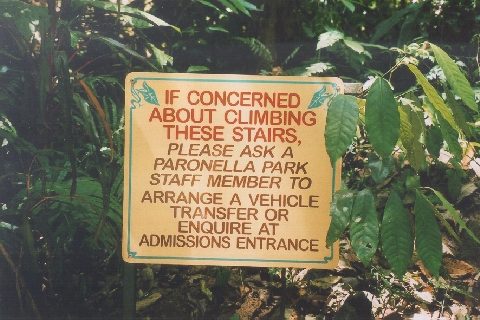 IF CONCERNED
ABOUT CLIMBING
THESE STAIRS,
PLEASE ASK A
PARONELLA PARK
STAFF MEMBER TO
ARRANGE A VEHICLE
TRANSFER OR
ENQUIRE AT
ADMISSIONS ENTRANCE